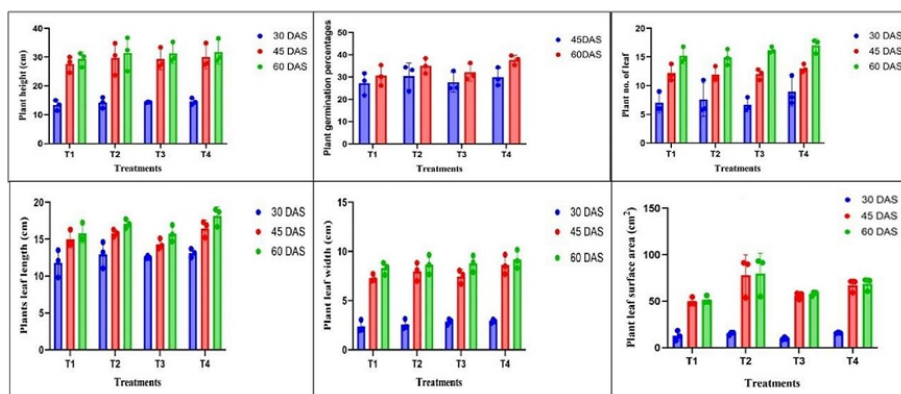 Plant height (cm)
40
30
20
10
0
T1 T2 T3 T4
Treatments
30 DAS
45 DAS
60 DAS
Plant germination percentages
50
40
30
20
10
0
T1 T2 T3 T4
Treatments
45DAS
60DAS
Plant no. of leaf
20
15
10
5
0
T1 T2 T3 T4
Treatments
30 DAS
45 DAS
60 DAS
Plants leaf length (cm)
20
15
10
5
0
T1 T2 T3 T4
Treatments
30 DAS
45 DAS
60 DAS
Plant leaf width (cm)
15
10
5
0
T1 T2 T3 T4
Treatments
30 DAS
45 DAS
60 DAS
Plant leaf surface area (cm²)
150
100
50
0
T1 T2 T3 T4
Treatments
30 DAS
45 DAS
60 DAS